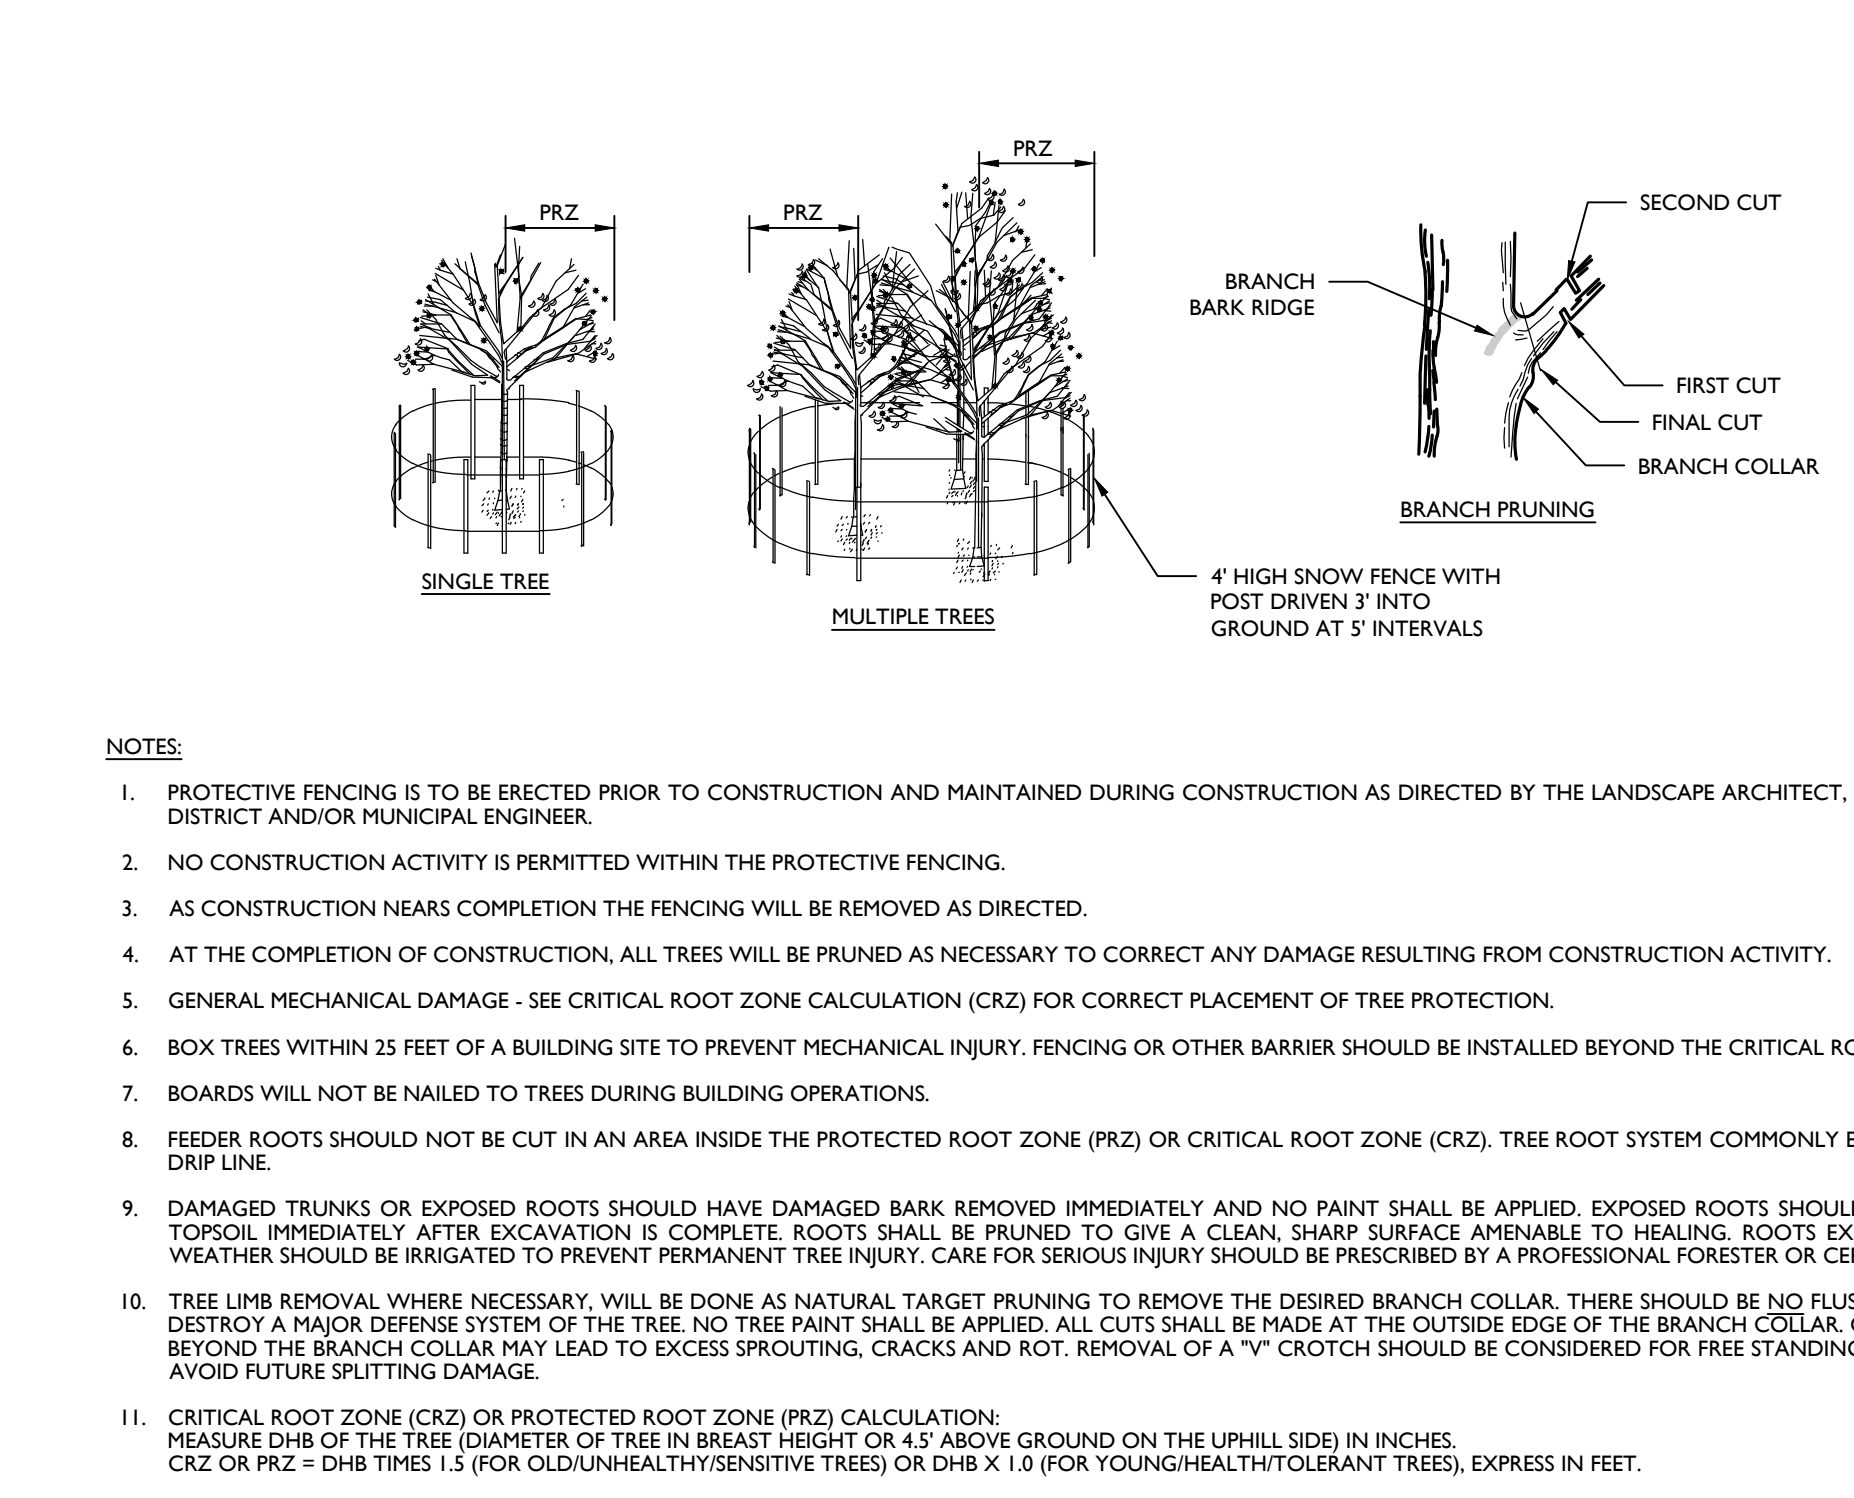 PRZ
PRZ
PRZ
SECOND CUT
BRANCH
BARK RIDGE
FIRST CUT
FINAL CUT
BRANCH COLLAR
BRANCH PRUNING
SINGLE TREE
MULTIPLE TREES
4' HIGH SNOW FENCE WITH
POST DRIVEN 3' INTO
GROUND AT 5' INTERVALS
NOTES:
1. PROTECTIVE FENCING IS TO BE ERECTED PRIOR TO CONSTRUCTION AND MAINTAINED DURING CONSTRUCTION AS DIRECTED BY THE LANDSCAPE ARCHITECT,
DISTRICT AND/OR MUNICIPAL ENGINEER.
2. NO CONSTRUCTION ACTIVITY IS PERMITTED WITHIN THE PROTECTIVE FENCING.
3. AS CONSTRUCTION NEARS COMPLETION THE FENCING WILL BE REMOVED AS DIRECTED.
4. AT THE COMPLETION OF CONSTRUCTION, ALL TREES WILL BE PRUNED AS NECESSARY TO CORRECT ANY DAMAGE RESULTING FROM CONSTRUCTION ACTIVITY.
5. GENERAL MECHANICAL DAMAGE - SEE CRITICAL ROOT ZONE CALCULATION (CRZ) FOR CORRECT PLACEMENT OF TREE PROTECTION.
6. BOX TREES WITHIN 25 FEET OF A BUILDING SITE TO PREVENT MECHANICAL INJURY. FENCING OR OTHER BARRIER SHOULD BE INSTALLED BEYOND THE CRITICAL
7. BOARDS WILL NOT BE NAILED TO TREES DURING BUILDING OPERATIONS.
8. FEEDER ROOTS SHOULD NOT BE CUT IN AN AREA INSIDE THE PROTECTED ROOT ZONE (PRZ) OR CRITICAL ROOT ZONE (CRZ). TREE ROOT SYSTEM COMMONLY
DRIP LINE.
9. DAMAGED TRUNKS OR EXPOSED ROOTS SHOULD HAVE DAMAGED BARK REMOVED IMMEDIATELY AND NO PAINT SHALL BE APPLIED. EXPOSED ROOTS
TOPSOIL IMMEDIATELY AFTER EXCAVATION IS COMPLETE. ROOTS SHALL BE PRUNED TO GIVE A CLEAN, SHARP SURFACE AMENABLE TO HEALING. ROOTS
WEATHER SHOULD BE IRRIGATED TO PREVENT PERMANENT TREE INJURY. CARE FOR SERIOUS INJURY SHOULD BE PRESCRIBED BY A PROFESSIONAL FORESTER OR
10. TREE LIMB REMOVAL WHERE NECESSARY, WILL BE DONE AS NATURAL TARGET PRUNING TO REMOVE THE DESIRED BRANCH COLLAR. THERE SHOULD BE NO
DESTROY A MAJOR DEFENSE SYSTEM OF THE TREE. NO TREE PAINT SHALL BE APPLIED. ALL CUTS SHALL BE MADE AT THE OUTSIDE EDGE OF THE BRANCH COLLAR.
BEYOND THE BRANCH COLLAR MAY LEAD TO EXCESS SPROUTING, CRACKS AND ROT. REMOVAL OF A "V" CROTCH SHOULD BE CONSIDERED FOR FREE
AVOID FUTURE SPLITTING DAMAGE.
11. CRITICAL ROOT ZONE (CRZ) OR PROTECTED ROOT ZONE (PRZ) CALCULATION:
MEASURE DHB OF THE TREE (DIAMETER OF TREE IN BREAST HEIGHT OR 4.5' ABOVE GROUND ON THE UPHILL SIDE) IN INCHES.
CRZ OR PRZ = DHB TIMES 1.5 (FOR OLD/UNHEALTHY/SENSITIVE TREES) OR DHB X 1.0 (FOR YOUNG/HEALTH/TOLERANT TREES), EXPRESS IN FEET.